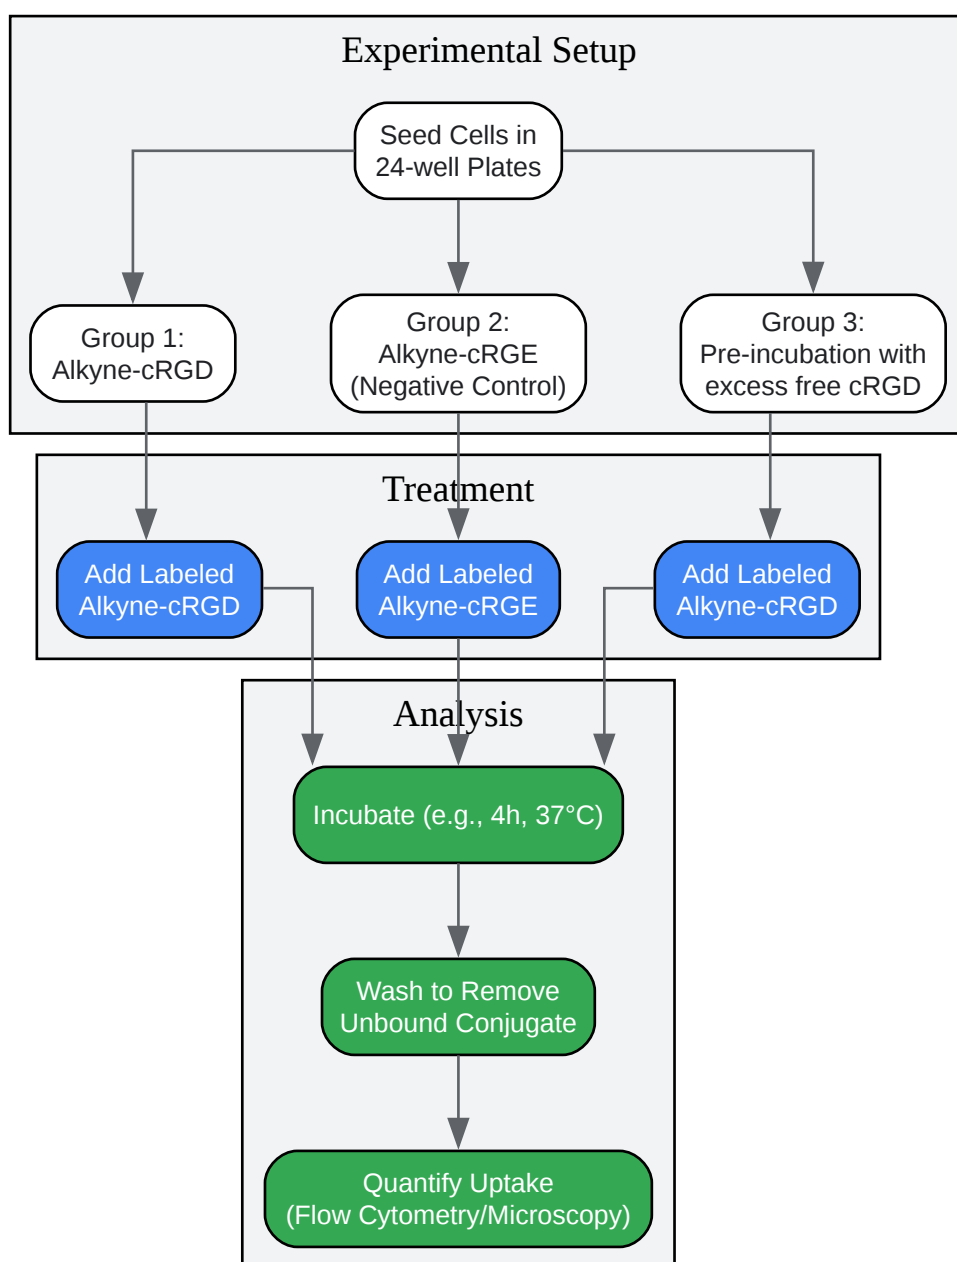 Experimental Setup
Seed Cells in
24-well Plates
Group 1:
Alkyne-cRGD
Group 2:
Alkyne-cRGE
(Negative Control)
Group 3:
Pre-incubation with
excess free cRGD
Treatment
Add Labeled
Alkyne-cRGD
Add Labeled
Alkyne-cRGE
Add Labeled
Alkyne-cRGD
Analysis
Incubate (e.g., 4h, 37°C)
Wash to Remove
Unbound Conjugate
Quantify Uptake
(Flow Cytometry/Microscopy)